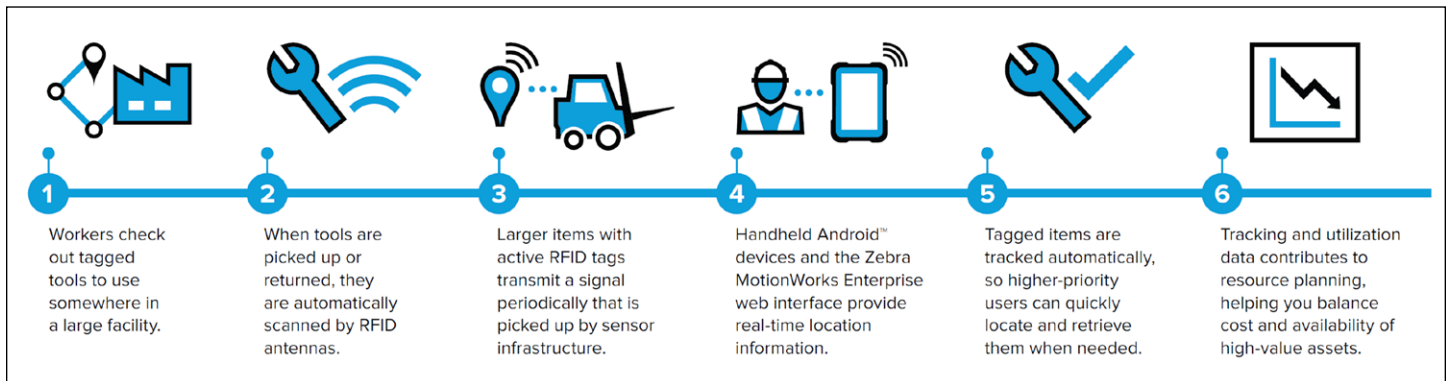 1
Workers check
out tagged
tools to use
somewhere in
a large facility.
2
When tools are
picked up or
returned, they
are automatically
scanned by RFID
antennas.
3
Larger items with
active RFID tags
transmit a signal
periodically that is
picked up by sensor
infrastructure.
4
Handheld Android™
devices and the Zebra
MotionWorks Enterprise
web interface provide
real-time location
information.
5
Tagged items are
tracked automatically,
so higher-priority
users can quickly
locate and retrieve
them when needed.
6
Tracking and utilization
data contributes to
resource planning,
helping you balance
cost and availability of
high-value assets.